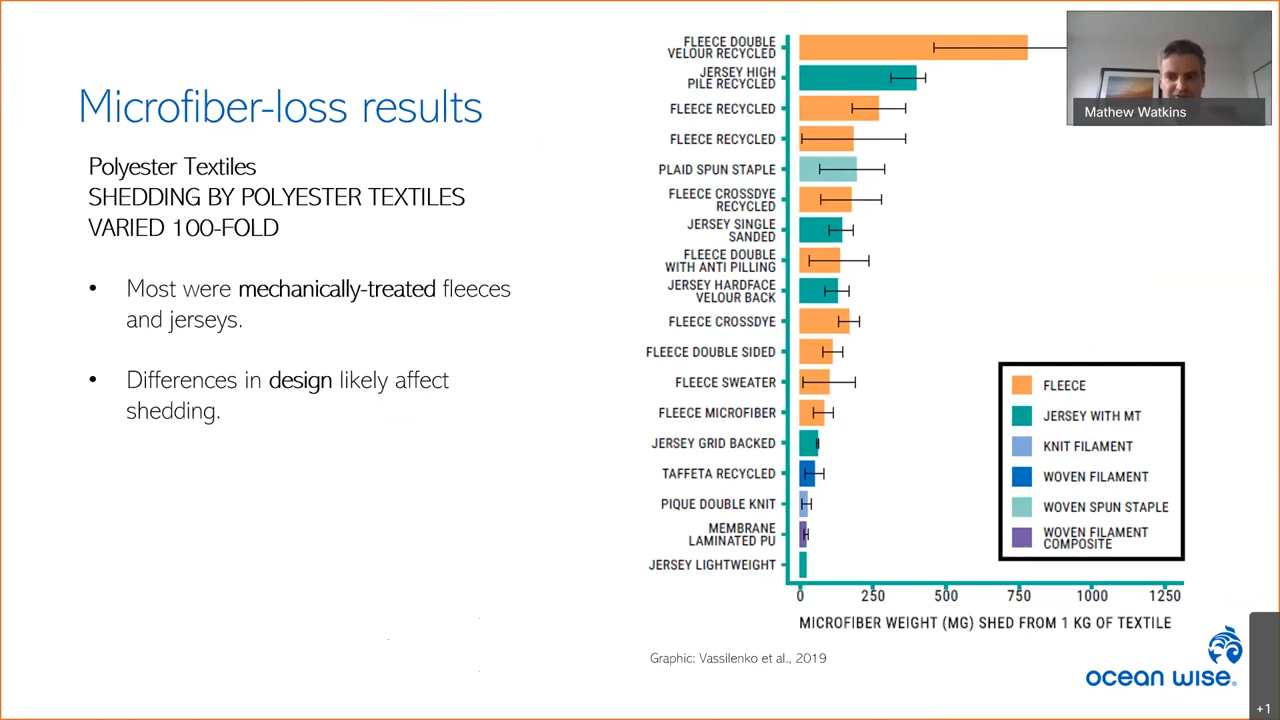 Microfiber-loss results
Polyester Textiles
SHEDDING BY POLYESTER TEXTILES
VARIED 100-FOLD
• Most were mechanically-treated fleeces
and jerseys.
• Differences in design likely affect
shedding.
FLEECE DOUBLE
VELOUR RECYCLED
JERSEY HIGH
PILE RECYCLED
FLEECE RECYCLED
FLEECE RECYCLED
PLAID SPUN STAPLE
FLEECE CROSSDYE
RECYCLED
JERSEY SINGLE
SANDED
FLEECE DOUBLE
WITH ANTI PILLING
JERSEY HARDFACE
VELOUR BACK
FLEECE CROSSDYE
FLEECE DOUBLE SIDED
FLEECE SWEATER
FLEECE MICROFIBER
JERSEY GRID BACKED
TAFFETA RECYCLED
PIQUE DOUBLE KNIT
MEMBRANE
LAMINATED PU
JERSEY LIGHTWEIGHT
0 250 500 750 1000 1250
MICROFIBER WEIGHT (MG) SHED FROM 1 KG OF TEXTILE
FLEECE
JERSEY WITH MT
KNIT FILAMENT
WOVEN FILAMENT
WOVEN SPUN STAPLE
WOVEN FILAMENT
COMPOSITE
Graphic: Vassilenko et al., 2019
Mathew Watkins
ocean wise.
+1